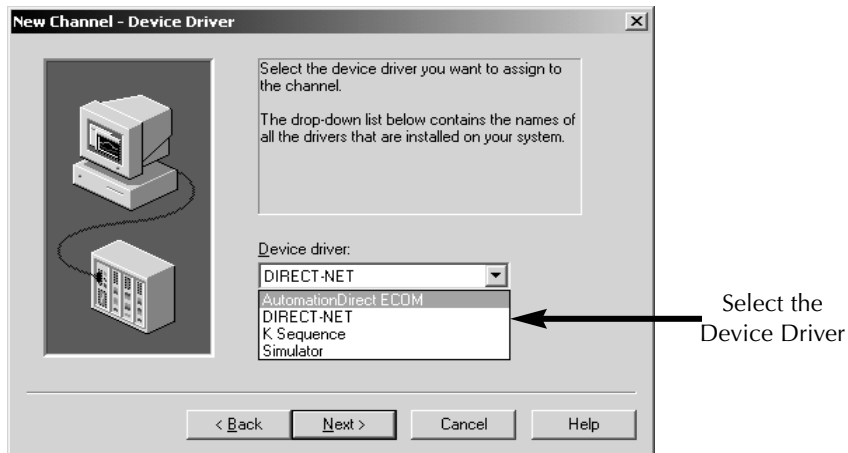 New Channel - Device Driver
Select the device driver you want to assign to
the channel.
The drop-down list below contains the names of
all the drivers that are installed on your system.
Device driver:
DIRECT-NET
AutomationDirect ECOM
DIRECT-NET
K Sequence
Simulator
Select the
Device Driver
< Back
Next >
Cancel
Help